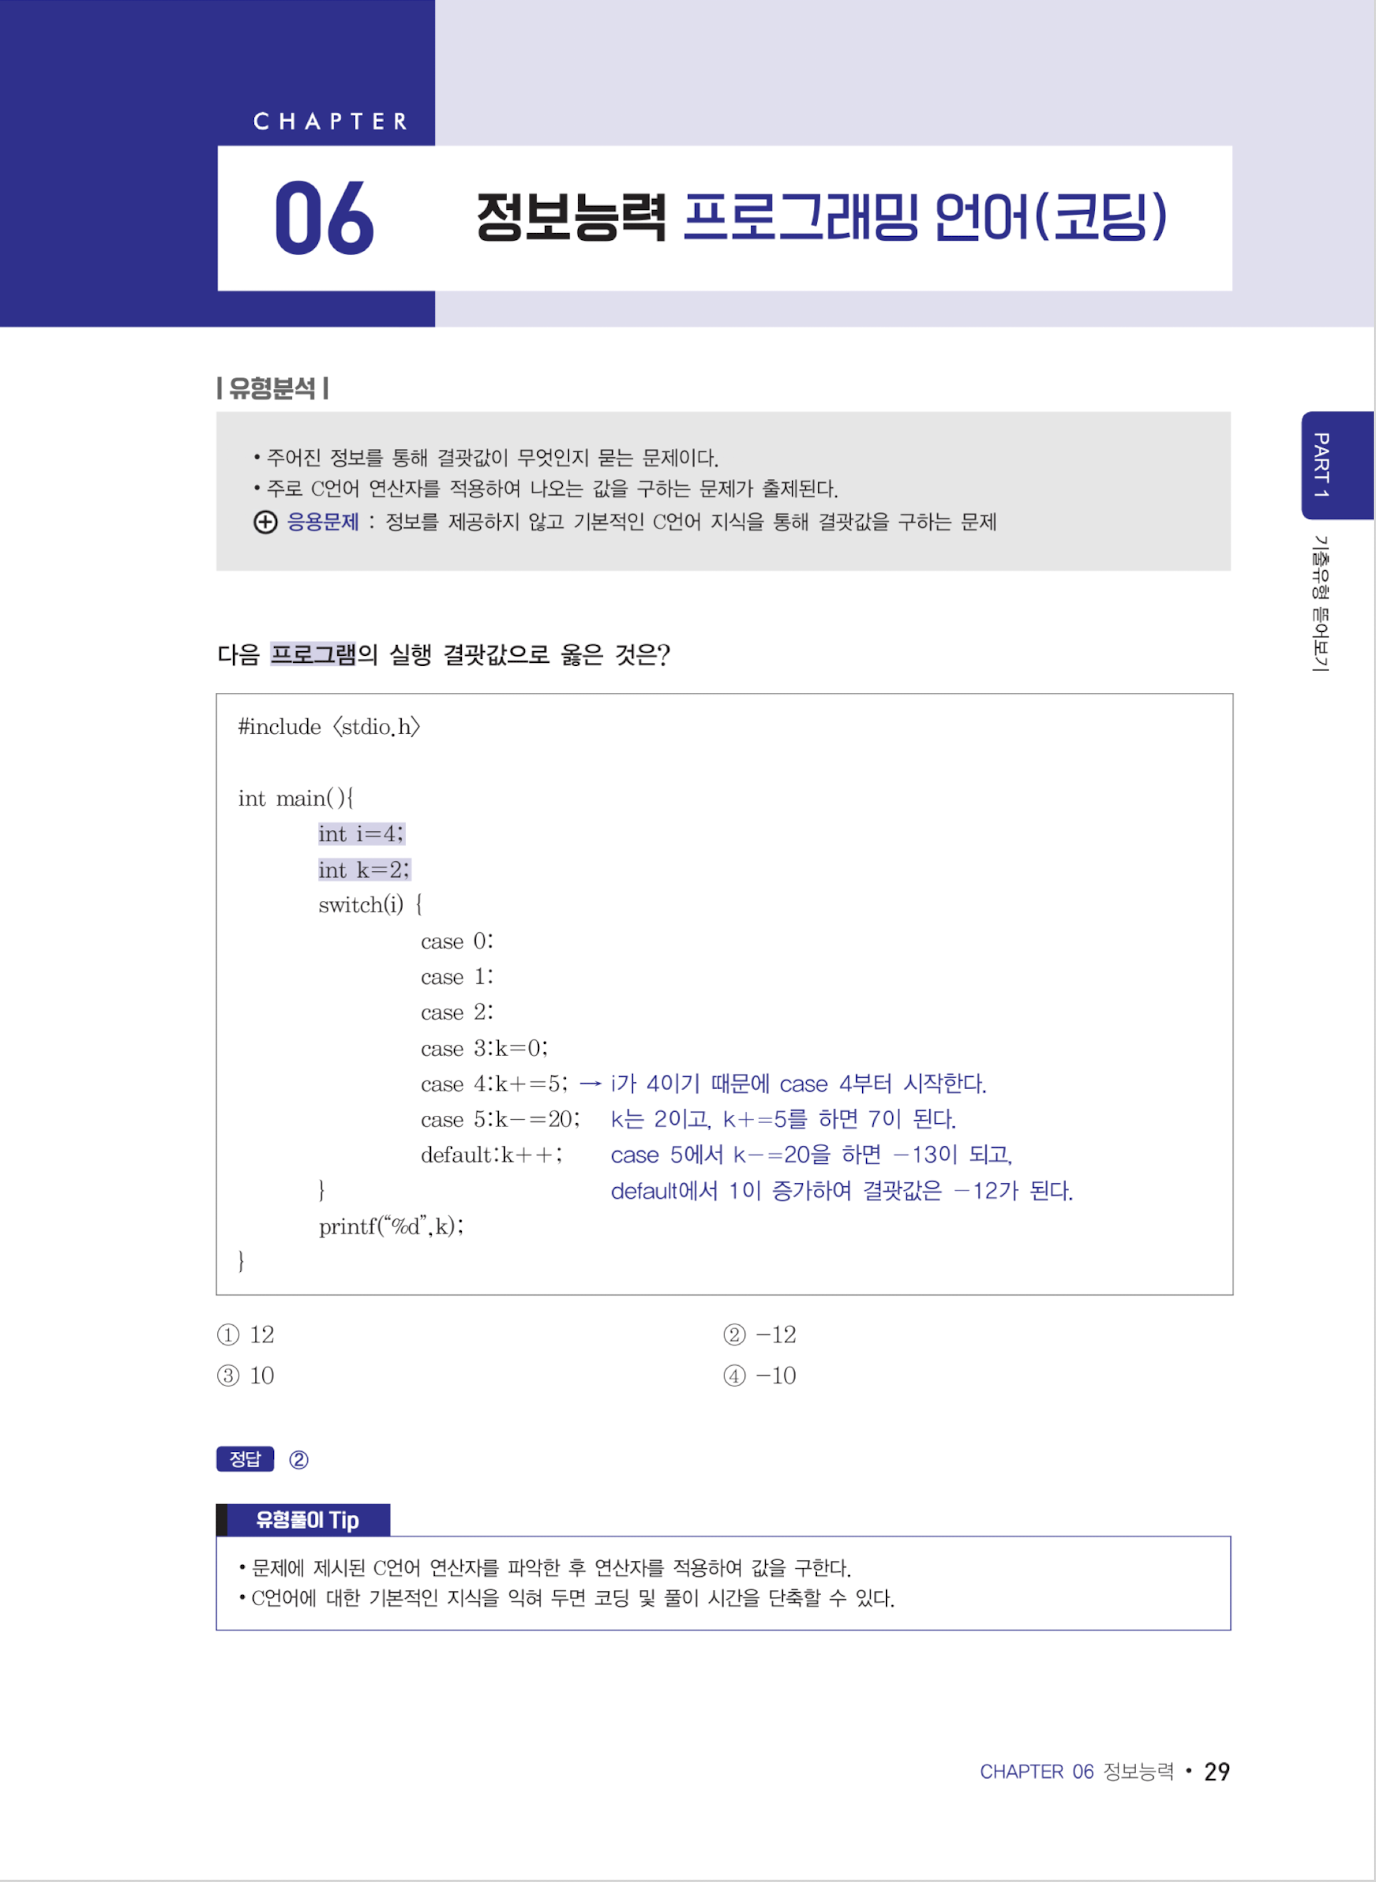 CHAPTER
06 정보능력 프로그래밍 언어(코딩)
| 유형분석 |
• 주어진 정보를 통해 결괏값이 무엇인지 묻는 문제이다.
• 주로 C언어 연산자를 적용하여 나오는 값을 구하는 문제가 출제된다.
⊕ 응용문제 : 정보를 제공하지 않고 기본적인 C언어 지식을 통해 결괏값을 구하는 문제
PART 1
기출유형 뜯어보기
다음 프로그램의 실행 결괏값으로 옳은 것은?
#include 〈stdio.h〉
int main(){
int i=4;
int k=2;
switch(i) {
case 0:
case 1:
case 2:
case 3:k=0;
case 4:k+=5; → i가 4이기 때문에 case 4부터 시작한다.
case 5:k−=20; k는 2이고, k+=5를 하면 7이 된다.
default:k++; case 5에서 k−=20을 하면 −13이 되고,
} default에서 1이 증가하여 결괏값은 −12가 된다.
printf(“%d”,k);
}
① 12 ② −12
③ 10 ④ −10
정답 ②
유형풀이 Tip
• 문제에 제시된 C언어 연산자를 파악한 후 연산자를 적용하여 값을 구한다.
• C언어에 대한 기본적인 지식을 익혀 두면 코딩 및 풀이 시간을 단축할 수 있다.
CHAPTER 06 정보능력 • 29